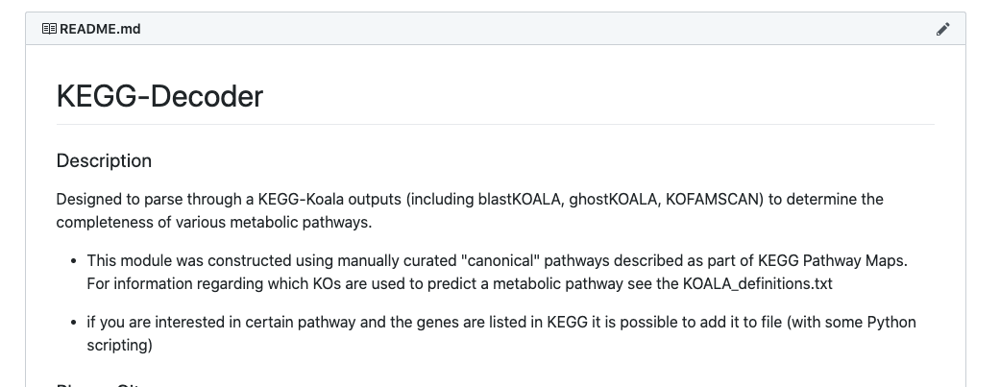 README.md
KEGG-Decoder
Description
Designed to parse through a KEGG-Koala outputs (including blastKOALA, ghostKOALA, KOFAMSCAN) to determine the
completeness of various metabolic pathways.
• This module was constructed using manually curated "canonical" pathways described as part of KEGG Pathway Maps.
For information regarding which KOs are used to predict a metabolic pathway see the KOALA_definitions.txt
• if you are interested in certain pathway and the genes are listed in KEGG it is possible to add it to file (with some Python
scripting)